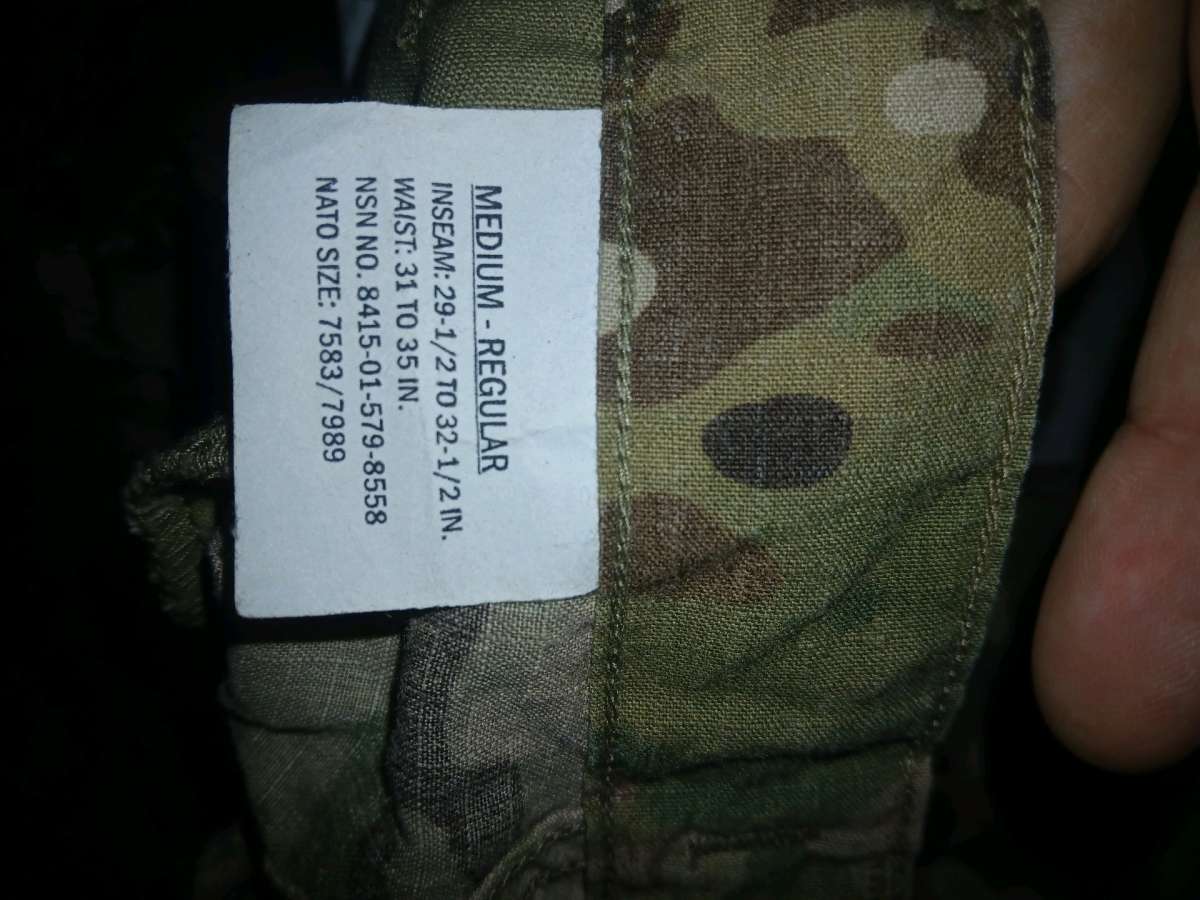 MEDIUM - REGULAR
INSEAM: 29-1/2 TO 32-1/2 IN.
WAIST: 31 TO 35 IN.
NSN NO. 8415-01-579-8558
NATO SIZE: 7583/7989